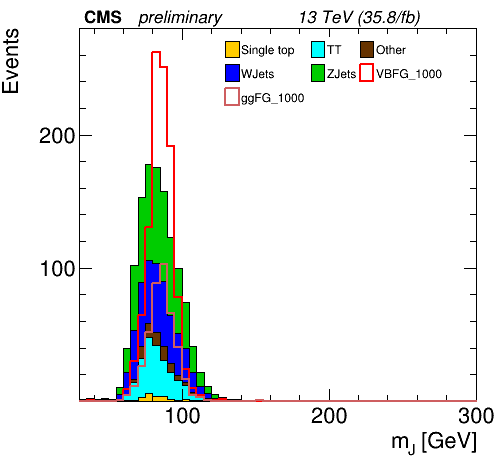 CMS preliminary 13 TeV (35.8/fb)
Events
Single top TT Other
WJets ZJets VBFG_1000
ggFG_1000
200
100
100 200 300
mJ [GeV]